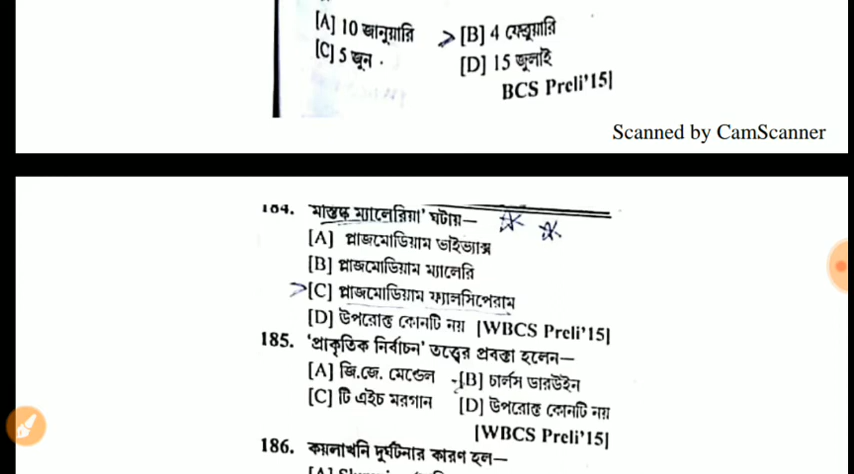 [A] 10 জানুয়ারি [B] 4 ফেব্রুয়ারি
[C] 5 জুন [D] 15 জুলাই
BCS Preli'15]
Scanned by CamScanner
184. 'মস্তিষ্ক ম্যালেরিয়া' ঘটায়—
[A] প্লাজমোডিয়াম ভাইভ্যাক্স
[B] প্লাজমোডিয়াম ম্যালেরি
[C] প্লাজমোডিয়াম ফ্যালসিপেরাম
[D] উপরোক্ত কোনটি নয় [WBCS Preli'15]
185. 'প্রাকৃতিক নির্বাচন' তত্ত্বের প্রবক্তা হলেন—
[A] জি.জে. মেন্ডেল [B] চার্লস ডারউইন
[C] টি এইচ মরগান [D] উপরোক্ত কোনটি নয়
[WBCS Preli'15]
186. কয়লাখনি দুর্ঘটনার কারণ হল—